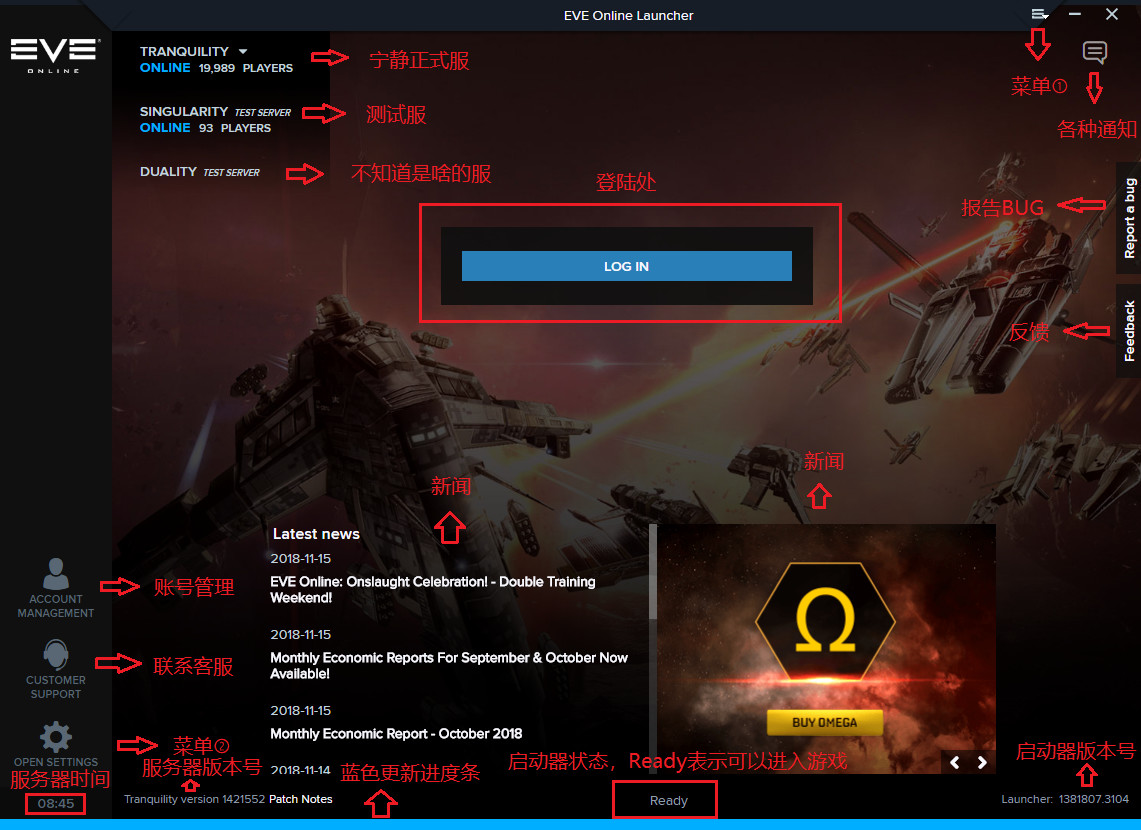 EVE Online Launcher
EVE
ONLINE
TRANQUILITY
ONLINE 19,989 PLAYERS
宁静正式服
菜单①
各种通知
SINGULARITY TEST SERVER
ONLINE 93 PLAYERS
测试服
DUALITY TEST SERVER
不知道是啥的服
登陆处
LOG IN
报告BUG
Report a bug
反馈
Feedback
新闻
新闻
Latest news
2018-11-15
EVE Online: Onslaught Celebration! - Double Training
Weekend!
2018-11-15
Monthly Economic Reports For September & October Now
Available!
2018-11-15
Monthly Economic Report - October 2018
2018-11-14
Ω
BUY OMEGA
ACCOUNT
MANAGEMENT
账号管理
CUSTOMER
SUPPORT
联系客服
OPEN SETTINGS
菜单②
服务器时间
08:45
服务器版本号
Tranquility version 1421552 Patch Notes
蓝色更新进度条
启动器状态，Ready表示可以进入游戏
Ready
启动器版本号
Launcher: 1381807.3104